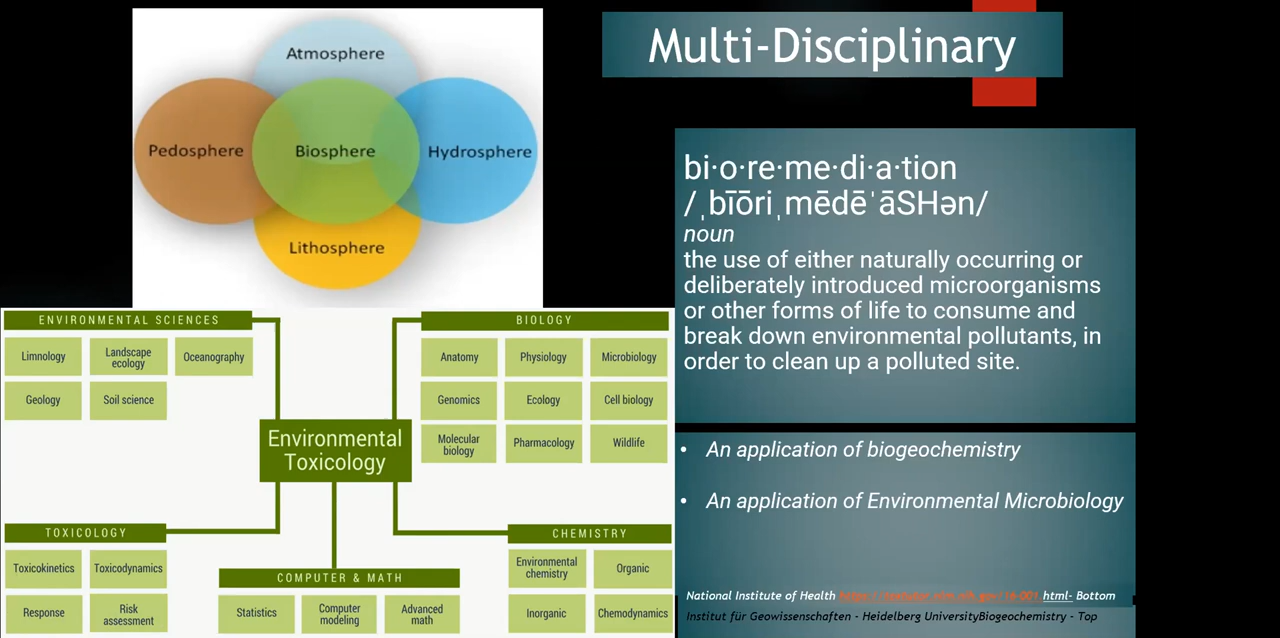 Multi-Disciplinary
Atmosphere
Pedosphere
Biosphere
Hydrosphere
Lithosphere
bi·o·re·me·di·a·tion
/ˌbīōriˌmēdēˈāSHən/
noun
the use of either naturally occurring or
deliberately introduced microorganisms
or other forms of life to consume and
break down environmental pollutants, in
order to clean up a polluted site.
ENVIRONMENTAL SCIENCES
Limnology
Landscape
ecology
Oceanography
Geology
Soil science
BIOLOGY
Anatomy
Physiology
Microbiology
Genomics
Ecology
Cell biology
Molecular
biology
Pharmacology
Wildlife
Environmental
Toxicology
TOXICOLOGY
Toxicokinetics
Toxicodynamics
Response
Risk
assessment
COMPUTER & MATH
Statistics
Computer
modeling
Advanced
math
CHEMISTRY
Environmental
chemistry
Organic
Inorganic
Chemodynamics
• An application of biogeochemistry
• An application of Environmental Microbiology
National Institute of Health html- Bottom
Institut für Geowissenschaften - Heidelberg UniversityBiogeochemistry - Top